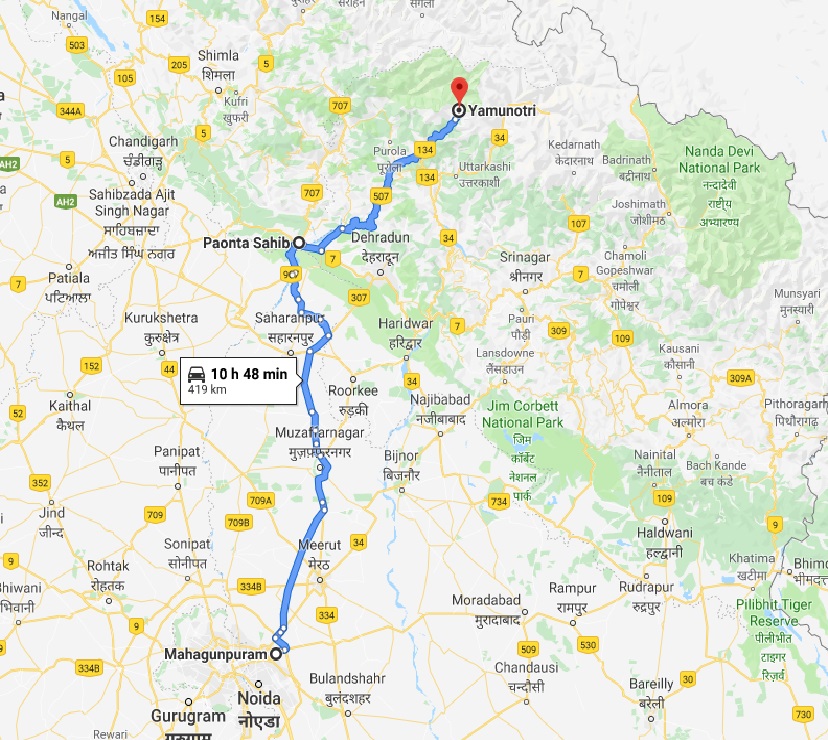 Nangal
154
503
Shimla
शिमला
205
5
105
Kufri
कुफरी
707
344A
Yamunotri
5
Chandigarh
चंडीगढ़
134
34
Purola
पुरोला
Kedarnath
केदारनाथ
Badrinath
बद्रीनाथ
Nanda Devi
National Park
नन्दादेवी
राष्ट्रीय
अभ्यारण्य
5
AH2
134
Uttarkashi
उत्तरकाशी
Sahibzada Ajit
Singh Nagar
साहिबज़ादा
ਅਜੀਤ ਸਿੰਘ ਨਗਰ
AH2
707
507
Joshimath
जोशीमठ
107
Paonta Sahib
Dehradun
देहरादून
34
7
Srinagar
श्रीनगर
Chamoli
Gopeshwar
चमोली
गोपेश्वर
7
Patiala
ਪਟਿਆਲਾ
7
307
Munsyari
मुनस्यारी
Kurukshetra
कुरुक्षेत्र
Saharanpur
सहारनपुर
Haridwar
हरिद्वार
7
Pauri
पौड़ी
309
109
Lansdowne
लैंसडाउन
Kausani
कौसानी
152
44
10 h 48 min
419 km
34
309A
Roorkee
रुड़की
Kaithal
कैथल
52
Najibabad
नजीबाबाद
Jim Corbett
National Park
जिम
कॉर्बेट
नेशनल
पार्क
Almora
अल्मोरा
Pithoragarh
पिथौरागढ़
Muzaffarnagar
मुज़फ़्फ़रनगर
Panipat
पानीपत
Bijnor
बिजनौर
Nainital
नैनीताल
Bach Kande
बच कंडे
352
Jind
जीन्द
709A
709
709B
734
109
9
Haldwani
हल्द्वानी
Sonipat
सोनीपत
Meerut
मेरठ
34
9
Rohtak
रोहतक
Khatima
खटीमा
334B
Rampur
रामपुर
Rudrapur
रुद्रपुर
Moradabad
मुरादाबाद
334
Pilibhit Tiger
Reserve
पीलीभीत
टाइगर
रिज़र्व
9
Mahagunpuram
9
530
509
334B
Chandausi
चन्दौसी
Bulandshahr
बुलंदशहर
Bareilly
बरेली
30
Noida
नोएडा
Gurugram
730
Rewari